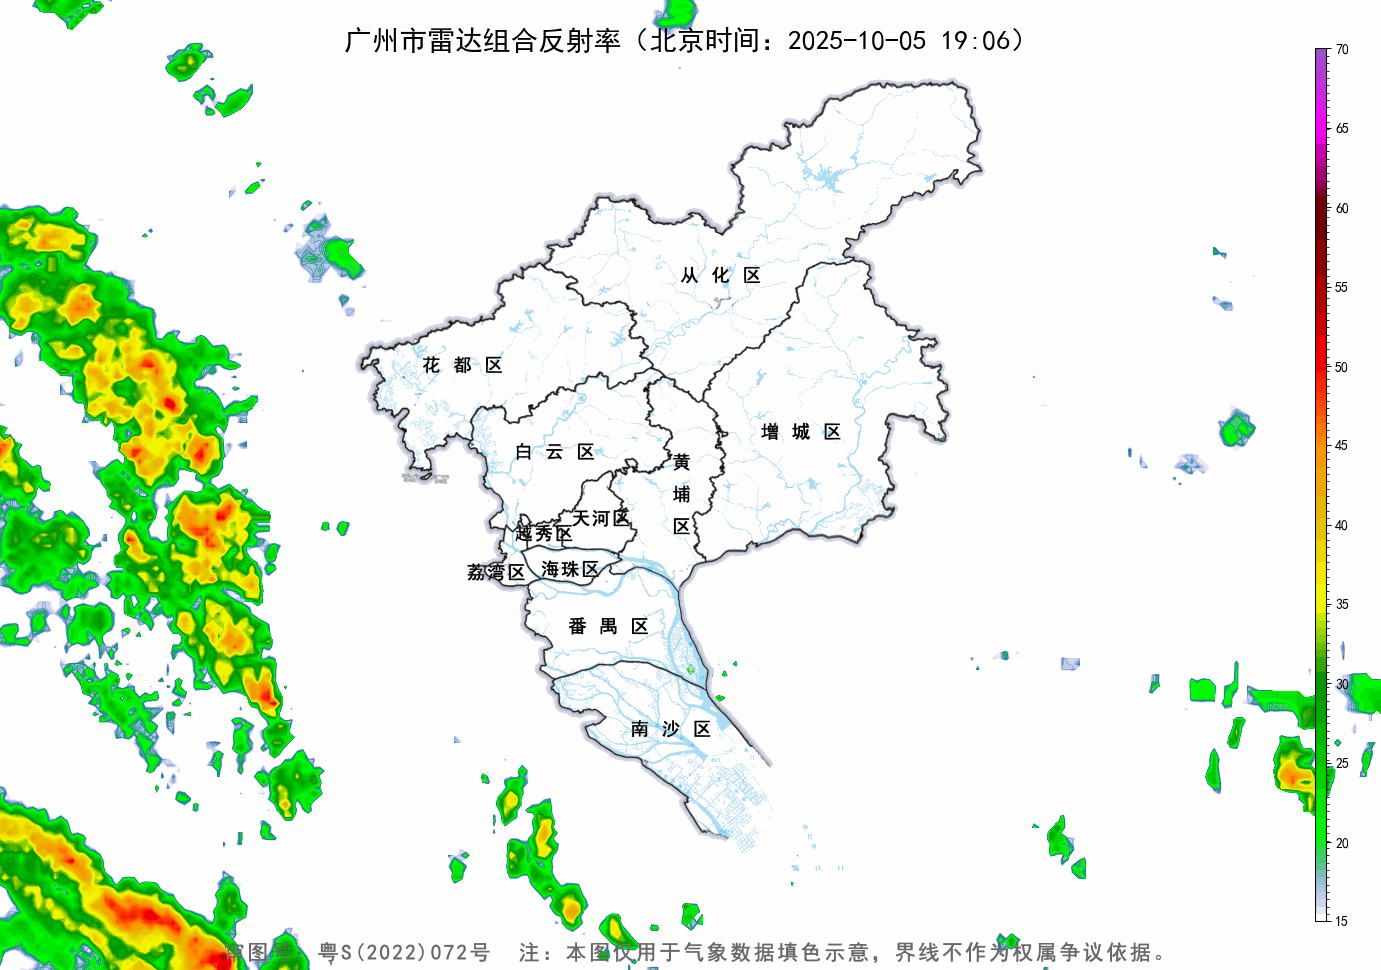 广州市雷达组合反射率（北京时间：2025-10-05 19:06）
70
65
60
55
50
45
40
35
30
25
20
15
从化区
花都区
增城区
白云区
黄埔区
天河区
越秀区
荔湾区
海珠区
番禺区
南沙区
审图号：粤S(2022)072号 注：本图仅用于气象数据填色示意，界线不作为权属争议依据。